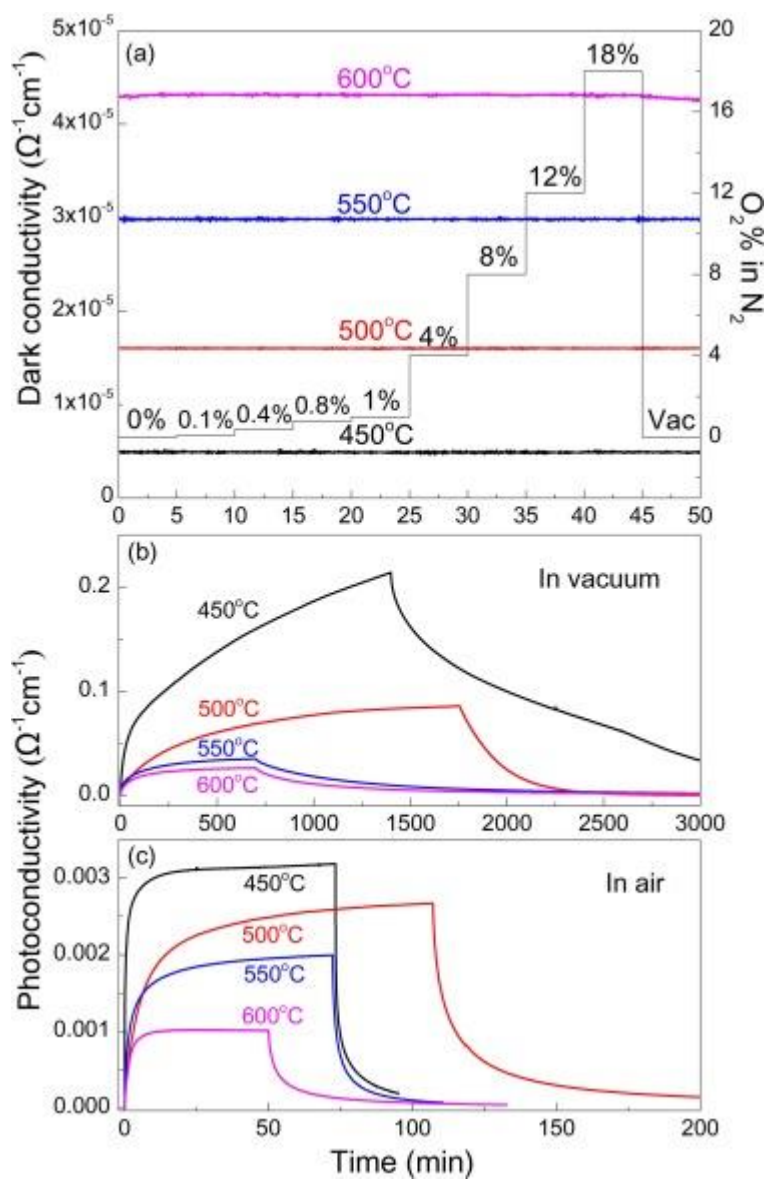 (a)
5x10⁻⁵
4x10⁻⁵
3x10⁻⁵
2x10⁻⁵
1x10⁻⁵
0
Dark conductivity (Ω⁻¹cm⁻¹)
600°C
550°C
500°C
450°C
0%
0.1%
0.4%
0.8%
1%
4%
8%
12%
18%
Vac
20
16
12
8
4
0
O₂% in N₂
0 5 10 15 20 25 30 35 40 45 50
(b)
In vacuum
0.2
0.1
0.0
450°C
500°C
550°C
600°C
0 500 1000 1500 2000 2500 3000
Photoconductivity (Ω⁻¹cm⁻¹)
(c)
In air
0.003
0.002
0.001
0.000
450°C
500°C
550°C
600°C
0 50 100 150 200
Time (min)